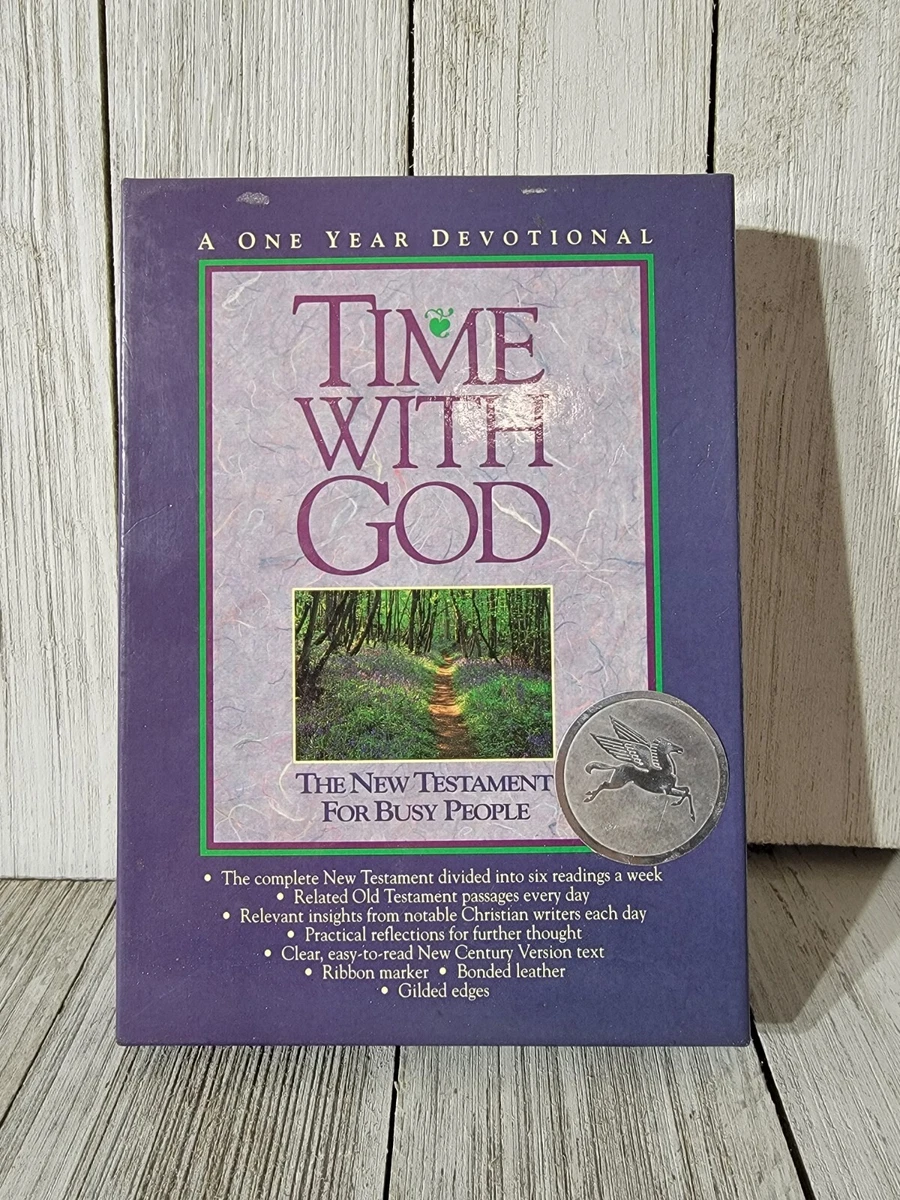 A ONE YEAR DEVOTIONAL
TIME
WITH
GOD
THE NEW TESTAMENT
FOR BUSY PEOPLE
• The complete New Testament divided into six readings a week
• Related Old Testament passages every day
• Relevant insights from notable Christian writers each day
• Practical reflections for further thought
• Clear, easy-to-read New Century Version text
• Ribbon marker • Bonded leather
• Gilded edges